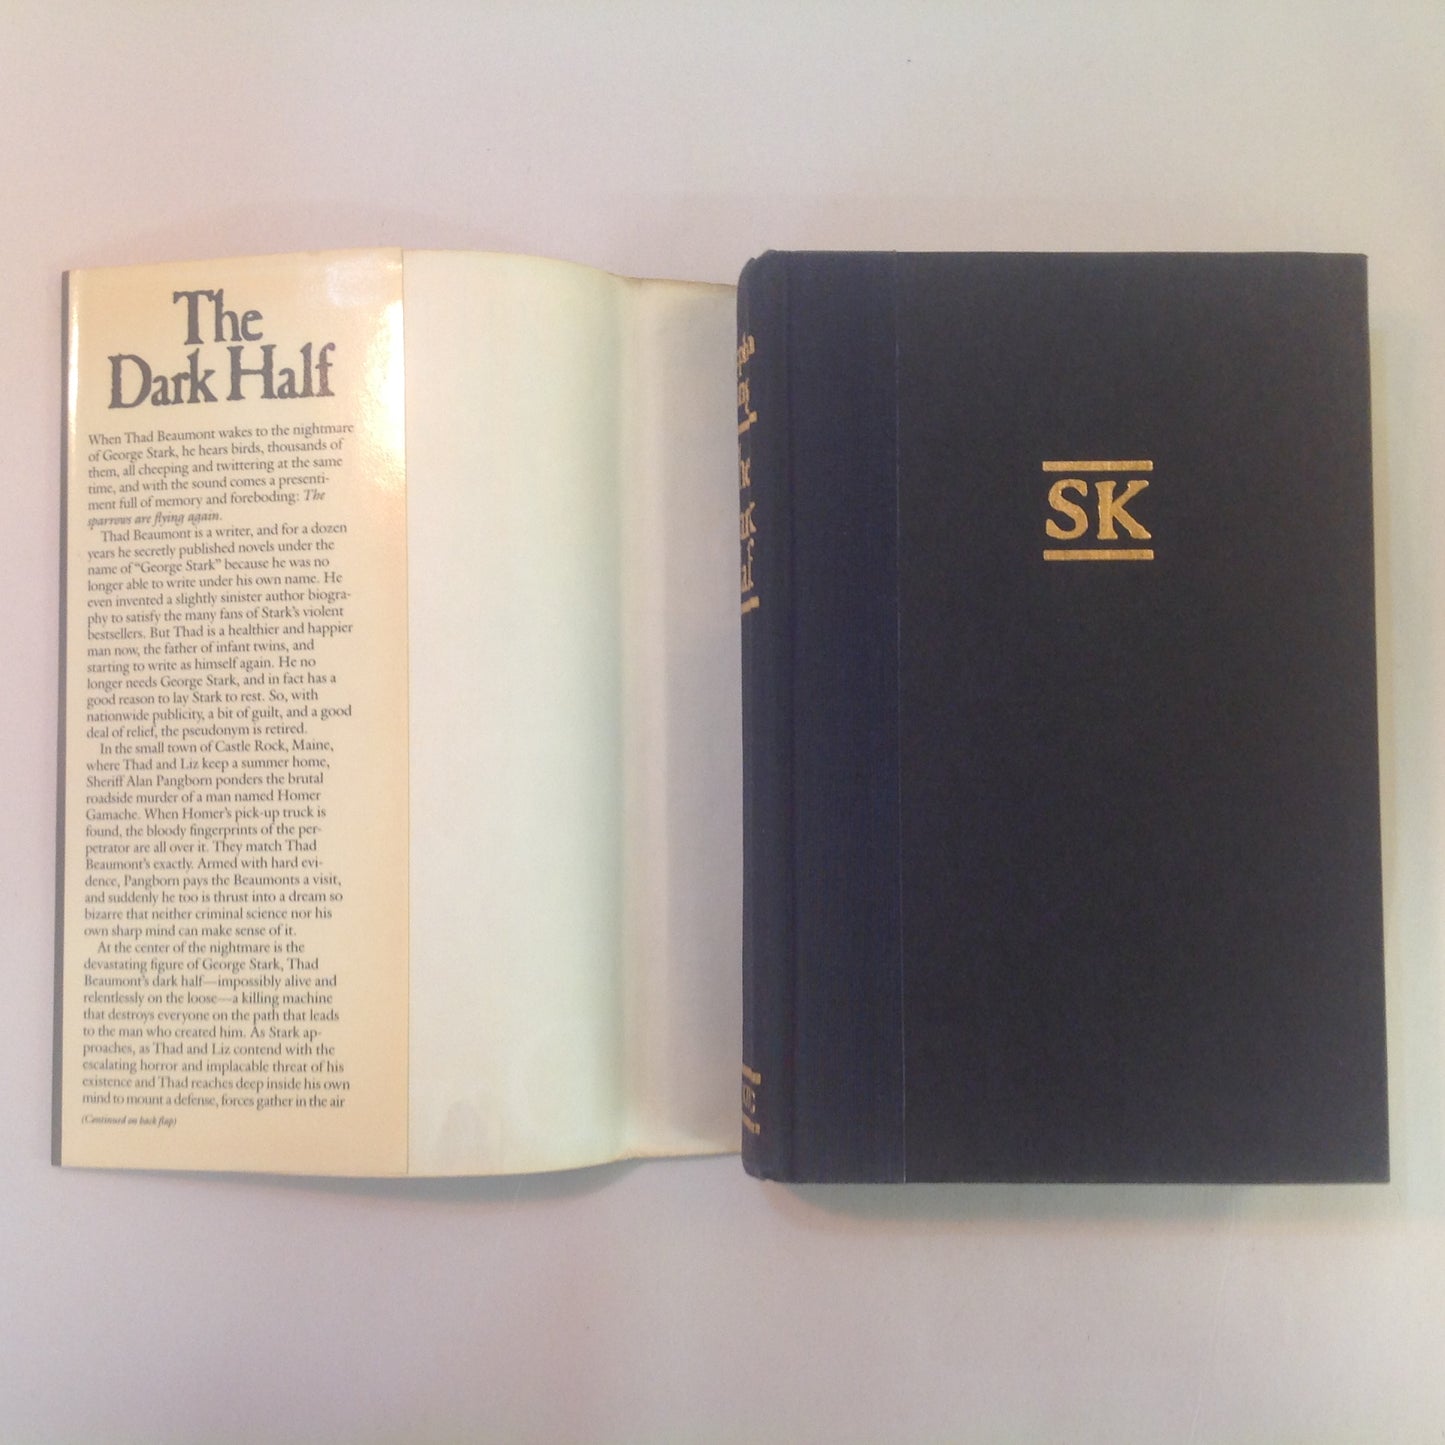 The
Dark Half
When Thad Beaumont wakes to the nightmare
of George Stark, he hears birds, thousands of
them, all cheeping and twittering at the same
time, and with the sound comes a presenti-
ment full of memory and foreboding: The
sparrows are flying again.
Thad Beaumont is a writer, and for a dozen
years he secretly published novels under the
name of “George Stark” because he was no
longer able to write under his own name. He
even invented a slightly sinister author biogra-
phy to satisfy the many fans of Stark’s violent
bestsellers. But Thad is a healthier and happier
man now, the father of infant twins, and
starting to write as himself again. He no
longer needs George Stark, and in fact has a
good reason to lay Stark to rest. So, with
nationwide publicity, a bit of guilt, and a good
deal of relief, the pseudonym is retired.
In the small town of Castle Rock, Maine,
where Thad and Liz keep a summer home,
Sheriff Alan Pangborn ponders the brutal
roadside murder of a man named Homer
Gamache. When Homer’s pick-up truck is
found, the bloody fingerprints of the per-
petrator are all over it. They match Thad
Beaumont’s exactly. Armed with hard evi-
dence, Pangborn pays the Beaumonts a visit,
and suddenly he too is thrust into a dream so
bizarre that neither criminal science nor his
own sharp mind can make sense of it.
At the center of the nightmare is the
devastating figure of George Stark, Thad
Beaumont’s dark half—impossibly alive and
relentlessly on the loose—a killing machine
that destroys everyone on the path that leads
to the man who created him. As Stark ap-
proaches, as Thad and Liz contend with the
escalating horror and implacable threat of his
existence and Thad reaches deep inside his own
mind to mount a defense, forces gather in the air
(Continued on back flap)
SK